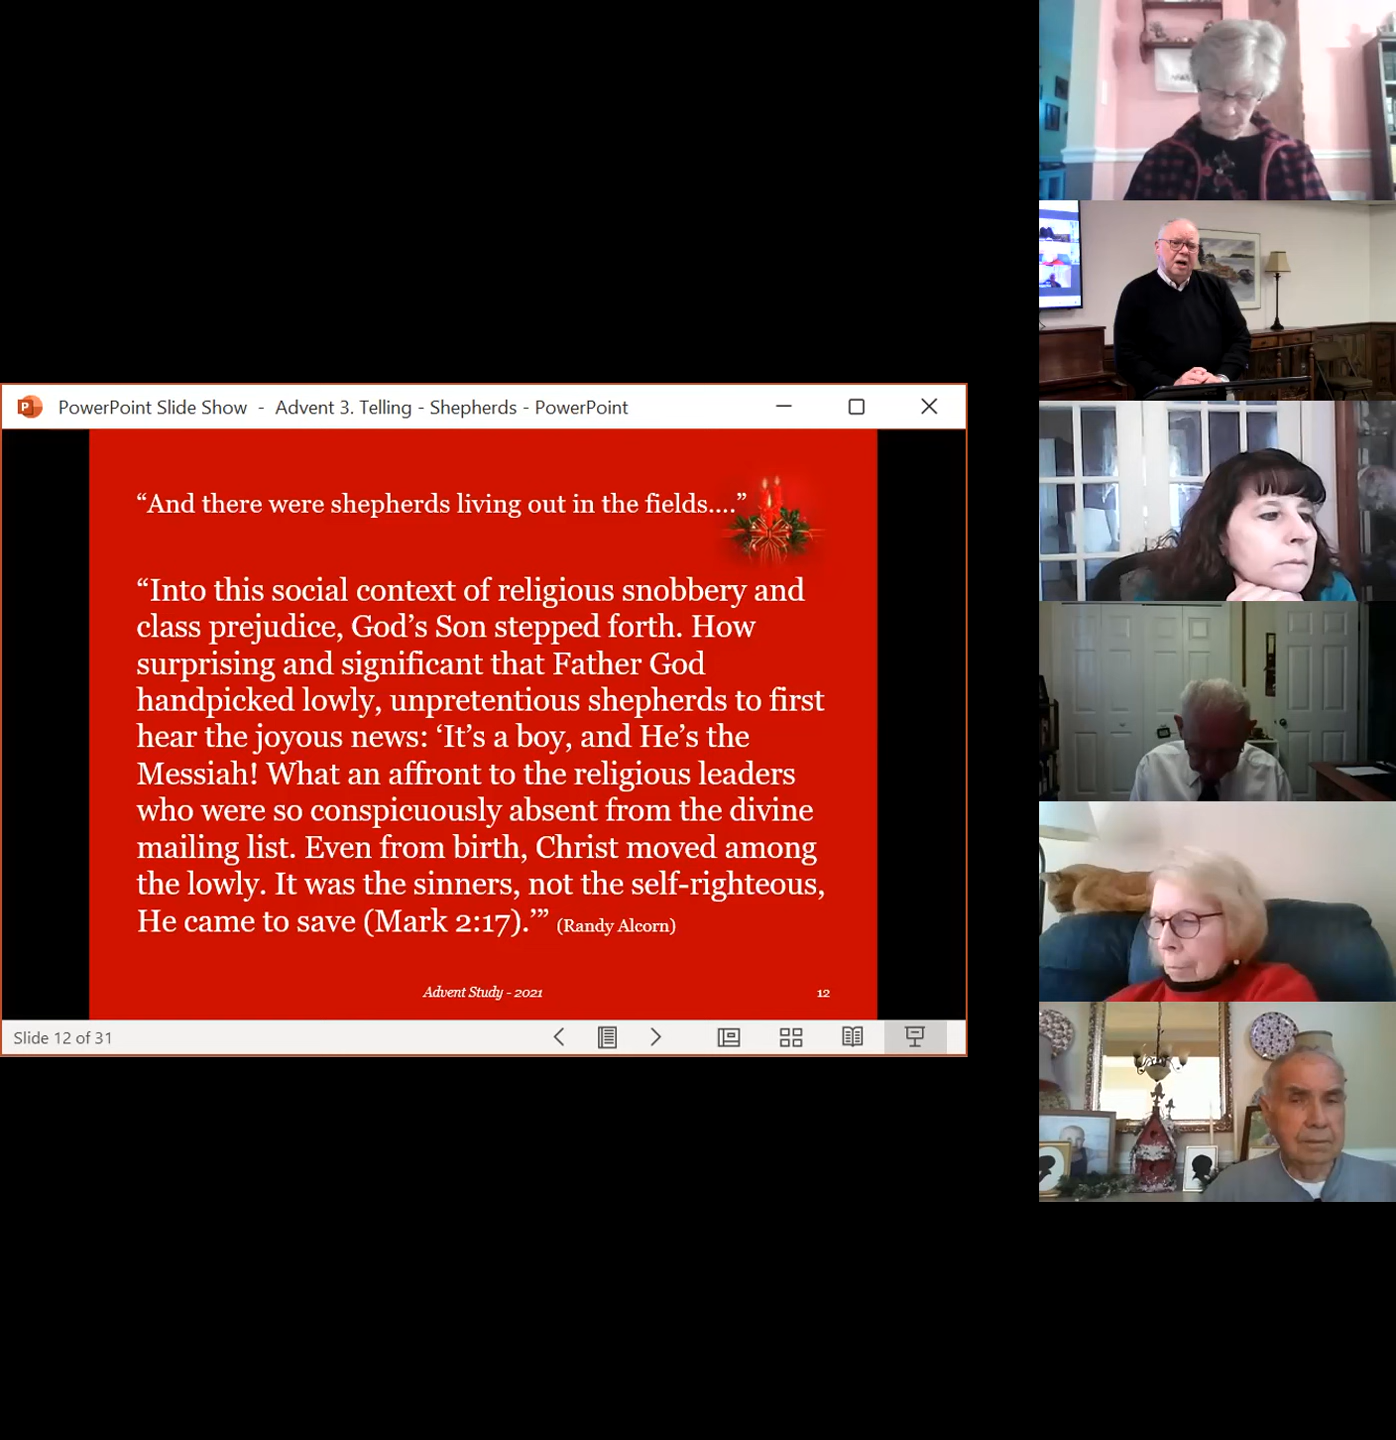 PowerPoint Slide Show - Advent 3. Telling - Shepherds - PowerPoint
“And there were shepherds living out in the fields....”
“Into this social context of religious snobbery and
class prejudice, God’s Son stepped forth. How
surprising and significant that Father God
handpicked lowly, unpretentious shepherds to first
hear the joyous news: ‘It’s a boy, and He’s the
Messiah! What an affront to the religious leaders
who were so conspicuously absent from the divine
mailing list. Even from birth, Christ moved among
the lowly. It was the sinners, not the self-righteous,
He came to save (Mark 2:17).’” (Randy Alcorn)
Advent Study - 2021
12
Slide 12 of 31